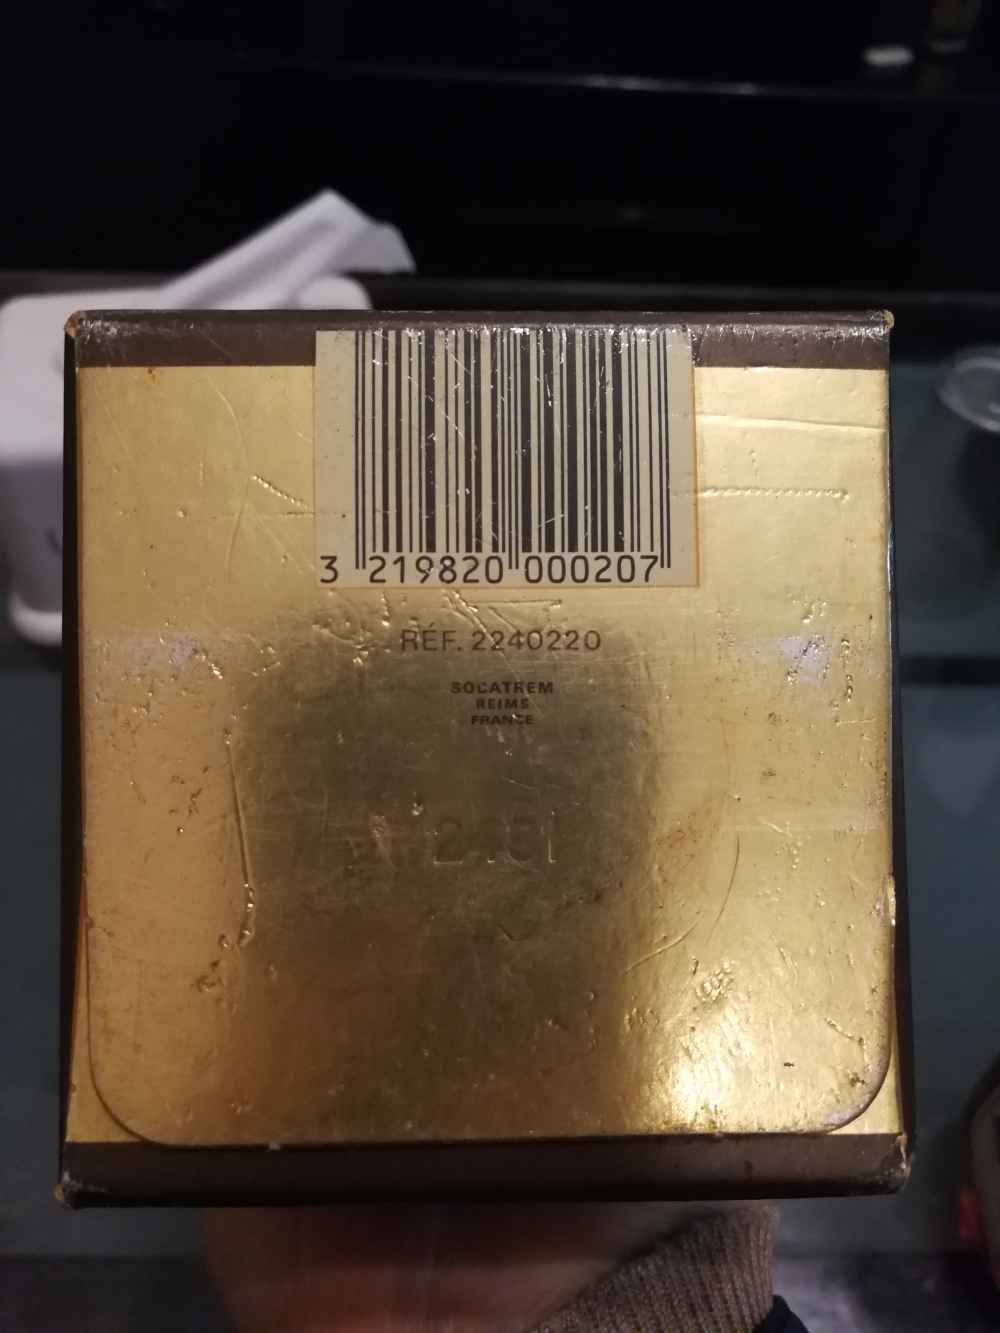 3 219820 000207
RÉF. 2240220
SOCATREM
REIMS
FRANCE